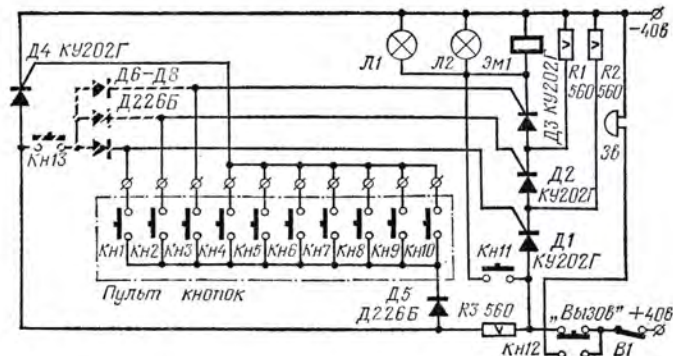 Д4 КУ202Г
Л1
Л2
Эм1
−40в
Д6–Д8
Д226Б
R1
560
R2
560
Д3 КУ202Г
Зв
Кн13
Д2
КУ202Г
Кн1
Кн2
Кн3
Кн4
Кн5
Кн6
Кн7
Кн8
Кн9
Кн10
Кн11
Д1
КУ202Г
Пульт кнопок
Д5
Д226Б
R3 560
„Вызов"
+40в
Кн12
В1
V
V
V